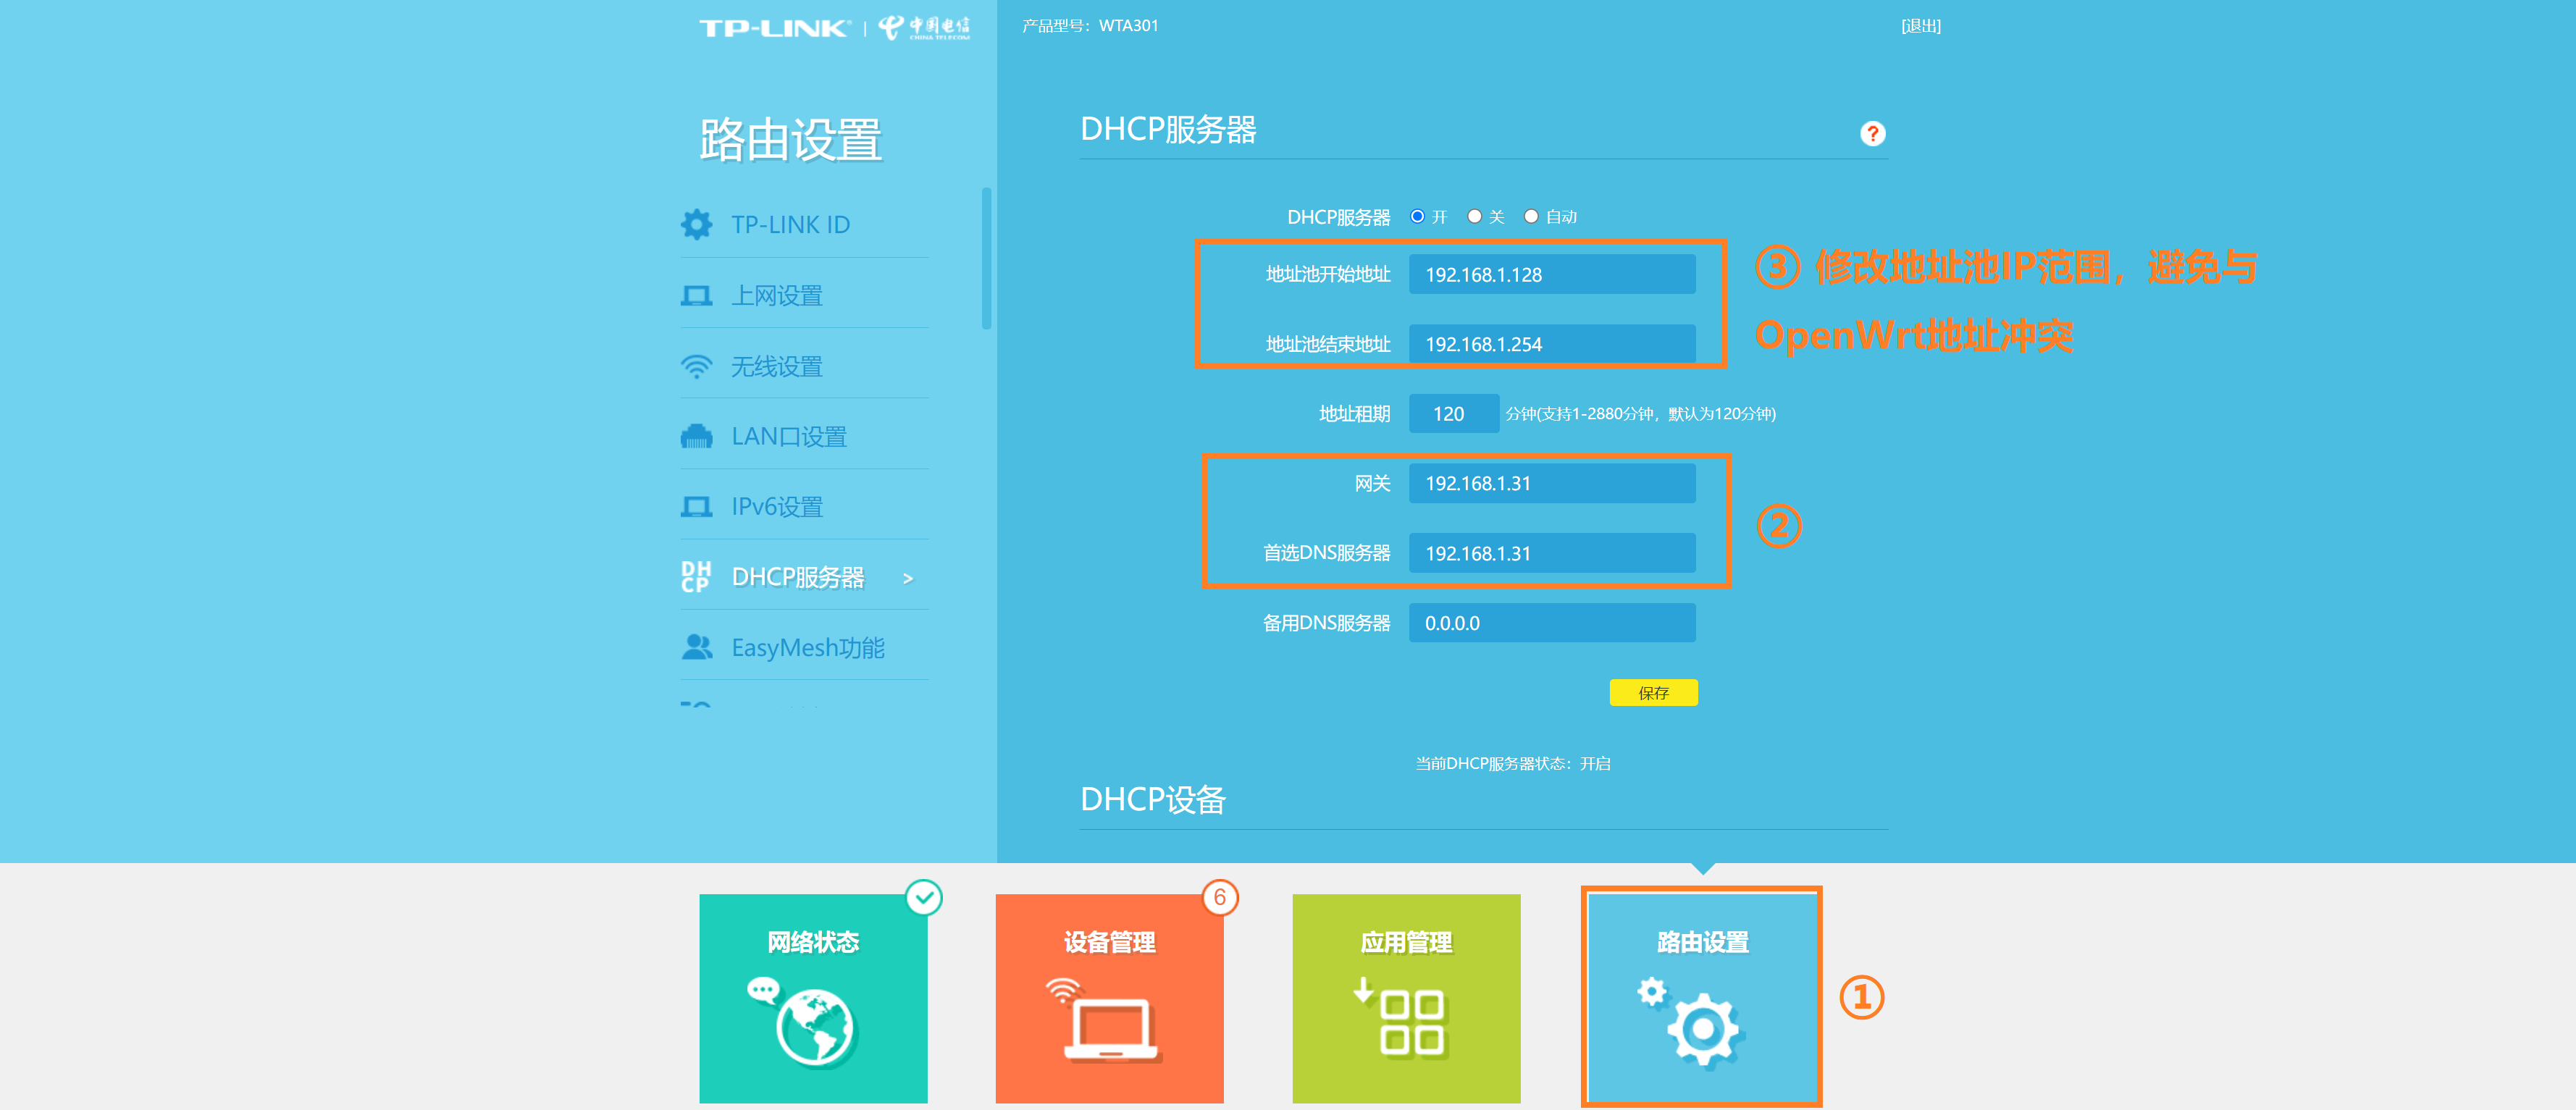 TP-LINK | 中国电信
CHINA TELECOM
产品型号：WTA301
[退出]
路由设置
TP-LINK ID
上网设置
无线设置
LAN口设置
IPv6设置
DH
CP
DHCP服务器 >
EasyMesh功能
DHCP服务器
?
DHCP服务器 开 关 自动
地址池开始地址 192.168.1.128
地址池结束地址 192.168.1.254
③ 修改地址池IP范围，避免与
OpenWrt地址冲突
地址租期 120 分钟(支持1-2880分钟，默认为120分钟)
网关 192.168.1.31
首选DNS服务器 192.168.1.31
②
备用DNS服务器 0.0.0.0
保存
当前DHCP服务器状态：开启
DHCP设备
网络状态
6
设备管理
应用管理
路由设置
①